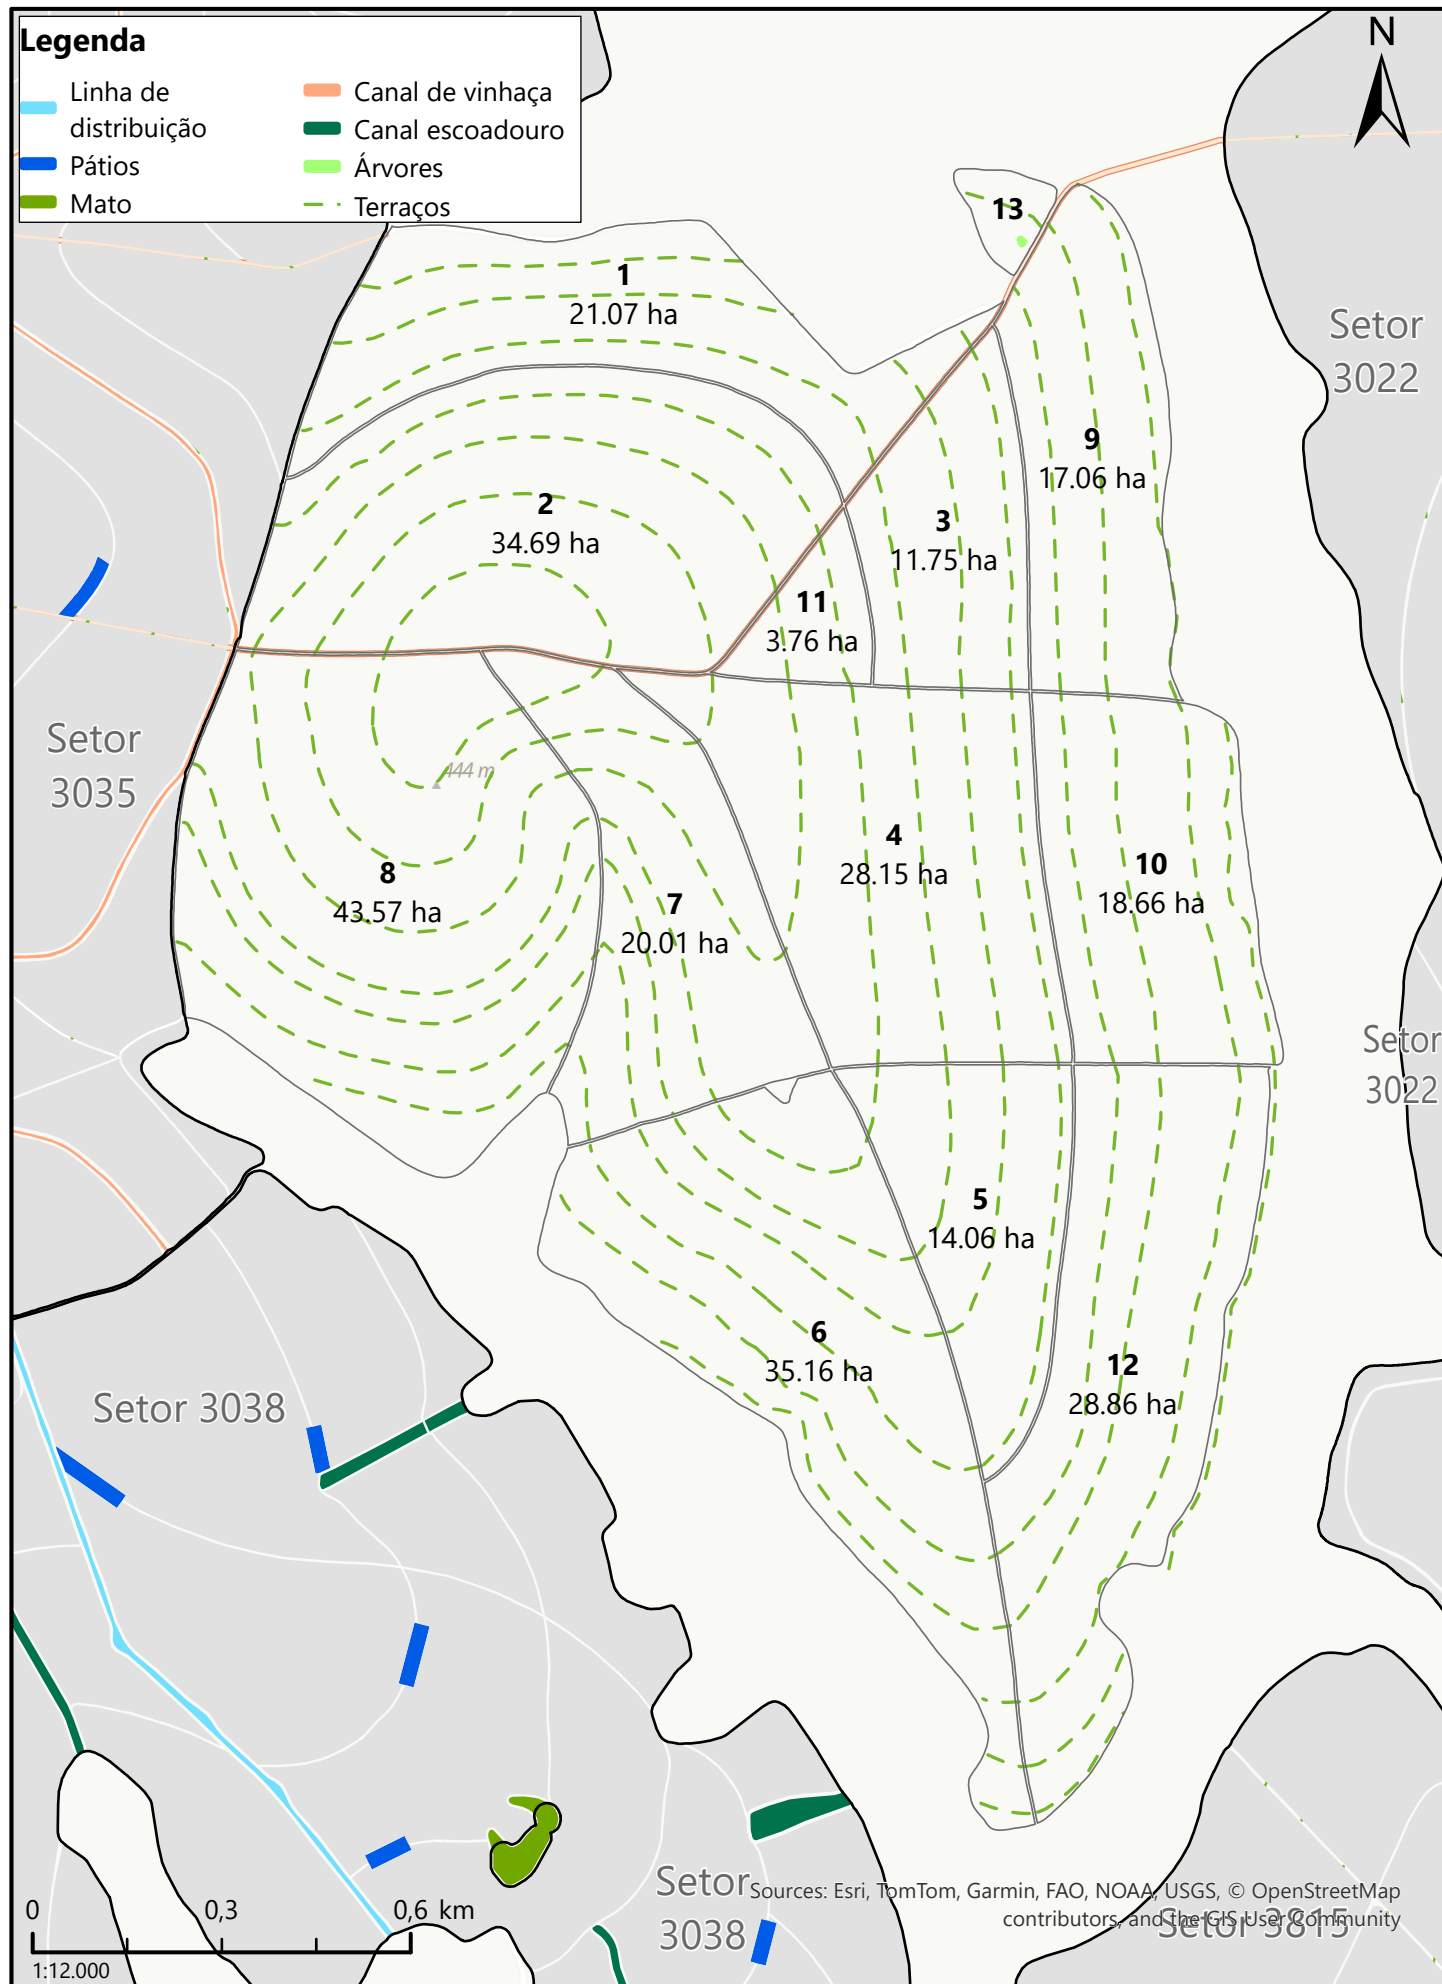 Legenda
Linha de
distribuição
Pátios
Mato
Canal de vinhaça
Canal escoadouro
Árvores
Terraços
N
13
1
21.07 ha
Setor
3022
9
17.06 ha
2
34.69 ha
3
11.75 ha
11
3.76 ha
Setor
3035
444 m
4
28.15 ha
8
43.57 ha
10
18.66 ha
7
20.01 ha
Setor
3022
5
14.06 ha
6
35.16 ha
12
28.86 ha
Setor 3038
Setor
3038
Setor 3815
Sources: Esri, TomTom, Garmin, FAO, NOAA, USGS, © OpenStreetMap
contributors, and the GIS User Community
0 0,3 0,6 km
1:12.000